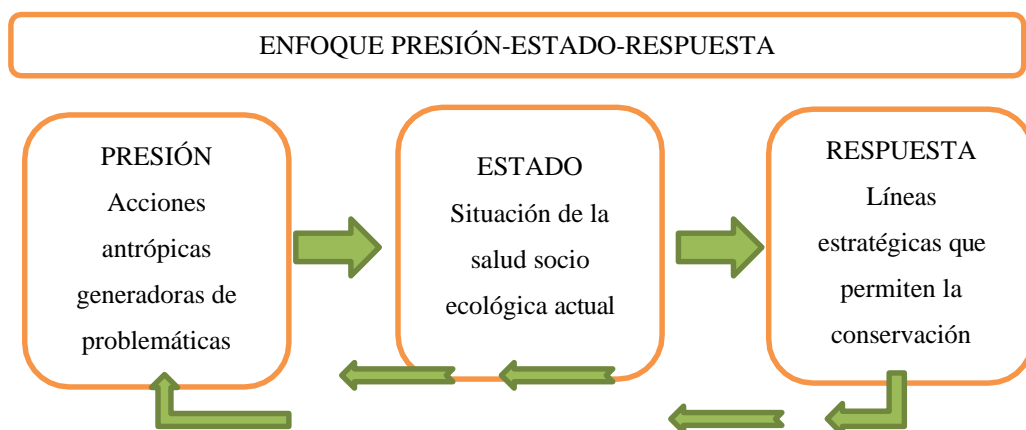 ENFOQUE PRESIÓN-ESTADO-RESPUESTA
PRESIÓN
Acciones
antrópicas
generadoras de
problemáticas
ESTADO
Situación de la
salud socio
ecológica actual
RESPUESTA
Líneas
estratégicas que
permiten la
conservación